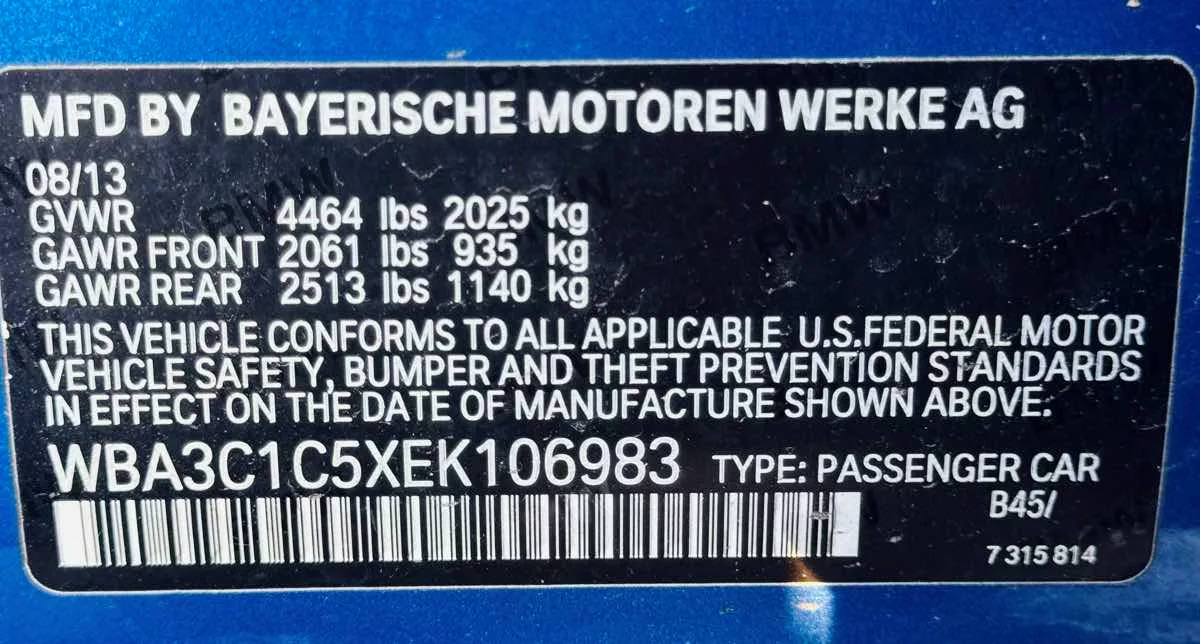 MFD BY BAYERISCHE MOTOREN WERKE AG
08/13
GVWR 4464 lbs 2025 kg
GAWR FRONT 2061 lbs 935 kg
GAWR REAR 2513 lbs 1140 kg
THIS VEHICLE CONFORMS TO ALL APPLICABLE U.S.FEDERAL MOTOR
VEHICLE SAFETY, BUMPER AND THEFT PREVENTION STANDARDS
IN EFFECT ON THE DATE OF MANUFACTURE SHOWN ABOVE.
WBA3C1C5XEK106983 TYPE: PASSENGER CAR
B45/
7 315 814